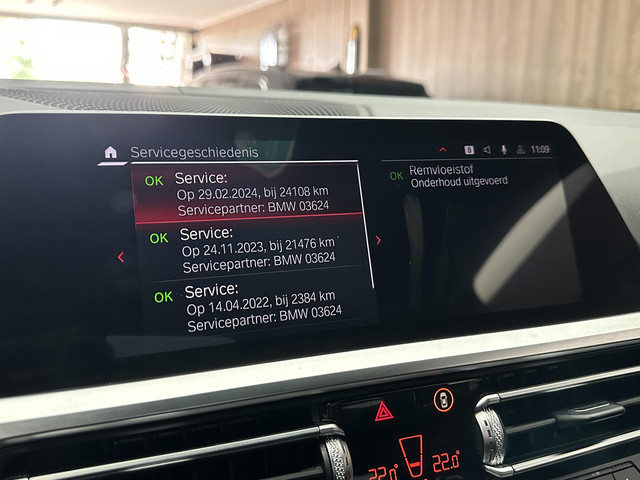 Servicegeschiedenis
8
11:09
OK Service:
Op 29.02.2024, bij 24108 km
Servicepartner: BMW 03624
OK Service:
Op 24.11.2023, bij 21476 km
Servicepartner: BMW 03624
OK Service:
Op 14.04.2022, bij 2384 km
Servicepartner: BMW 03624
OK Remvloeistof
Onderhoud uitgevoerd
22.0° 22.0°